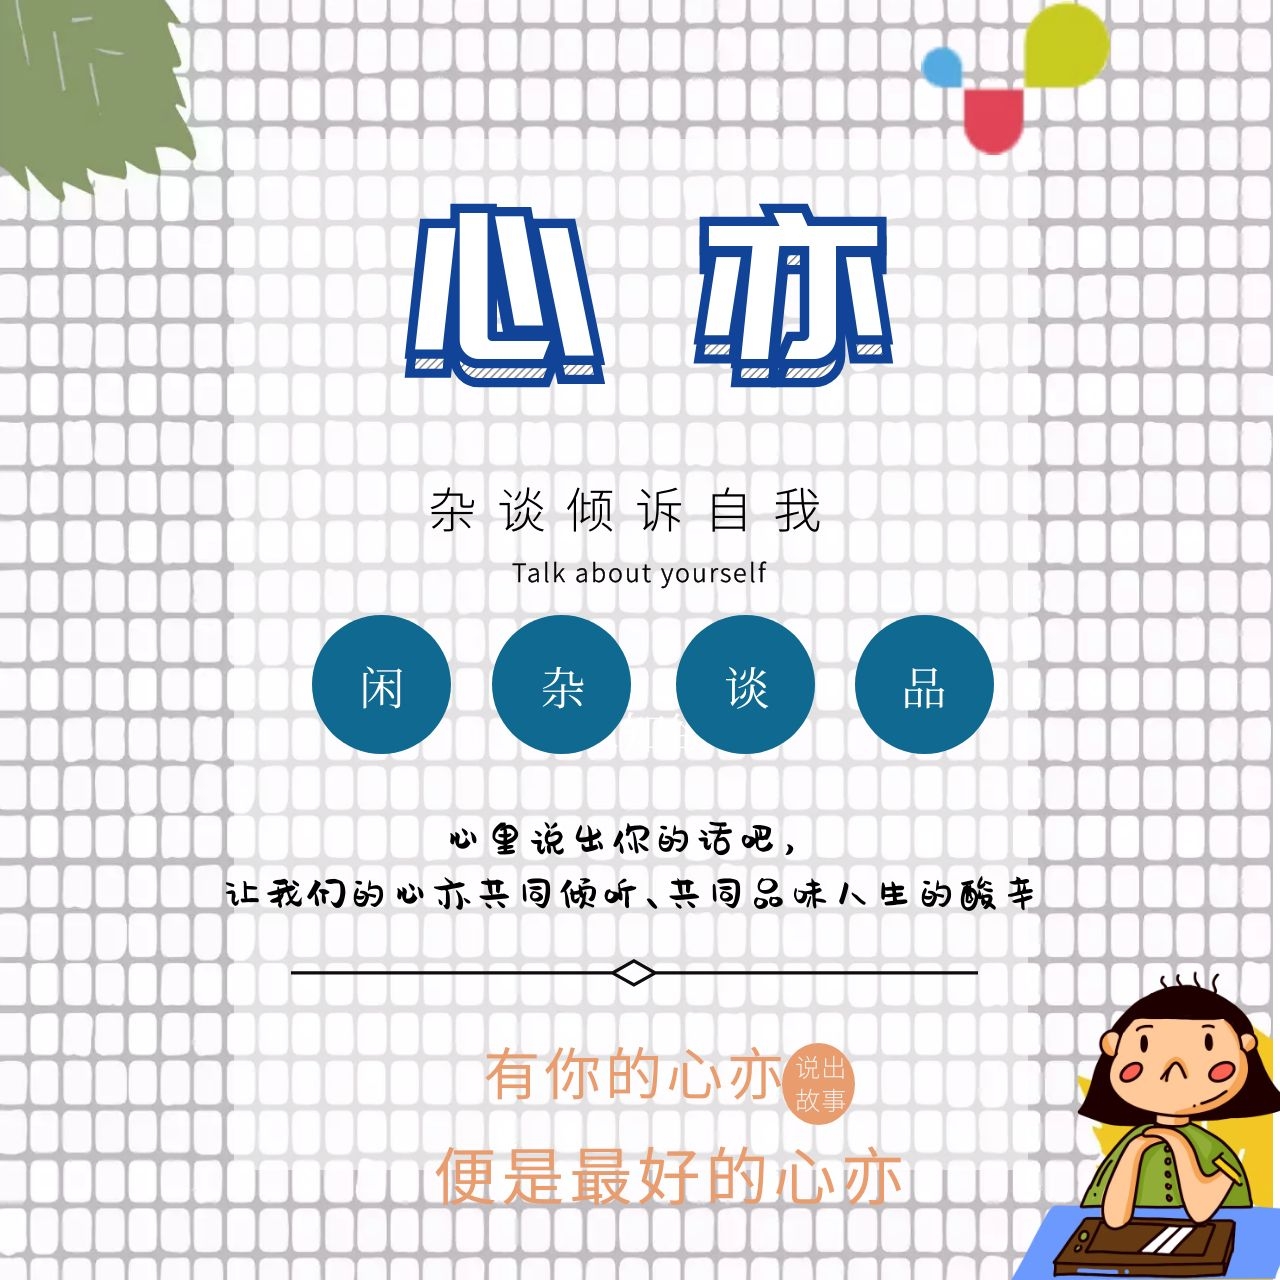 心亦
杂谈倾诉自我
Talk about yourself
闲 杂 谈 品
心里说出你的话吧，
让我们的心亦共同倾听、共同品味人生的酸辛
有你的心亦
说出
故事
便是最好的心亦